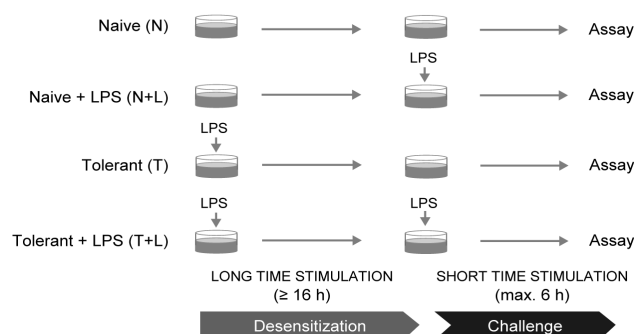 Naive (N)
Assay
LPS
Naive + LPS (N+L)
Assay
LPS
Tolerant (T)
Assay
LPS
LPS
Tolerant + LPS (T+L)
Assay
LONG TIME STIMULATION
(≥ 16 h)
SHORT TIME STIMULATION
(max. 6 h)
Desensitization
Challenge